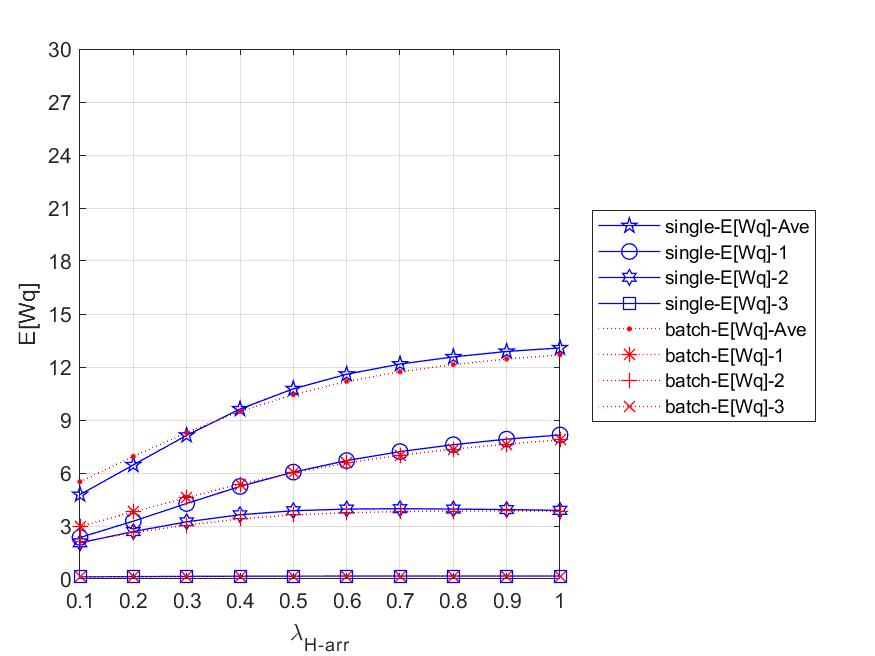 30
27
24
21
18
15
12
9
6
3
0
E[Wq]
0.1 0.2 0.3 0.4 0.5 0.6 0.7 0.8 0.9 1
λH-arr
single-E[Wq]-Ave
single-E[Wq]-1
single-E[Wq]-2
single-E[Wq]-3
batch-E[Wq]-Ave
batch-E[Wq]-1
batch-E[Wq]-2
batch-E[Wq]-3